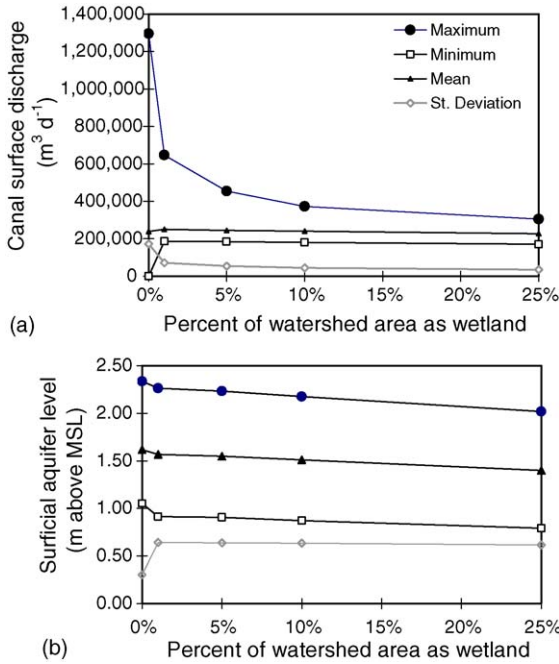 1,400,000
1,200,000
1,000,000
800,000
600,000
400,000
200,000
0
Canal surface discharge
(m³ d⁻¹)
Maximum
Minimum
Mean
St. Deviation
0% 5% 10% 15% 20% 25%
Percent of watershed area as wetland
(a)
2.50
2.00
1.50
1.00
0.50
0.00
Surficial aquifer level
(m above MSL)
0% 5% 10% 15% 20% 25%
Percent of watershed area as wetland
(b)